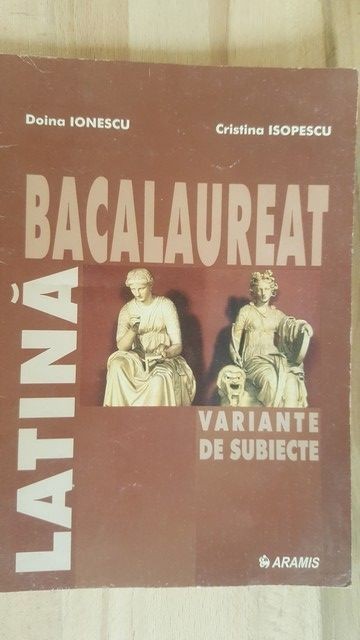 Doina IONESCU
Cristina ISOPESCU
BACALAUREAT
LATINĂ
VARIANTE
DE SUBIECTE
ARAMIS